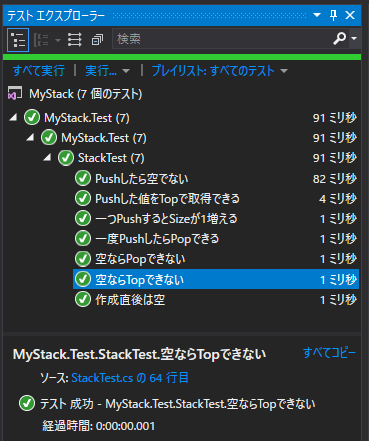 テスト エクスプローラー
検索
すべて実行 | 実行... | プレイリスト: すべてのテスト
MyStack (7 個のテスト)
MyStack.Test (7) 91 ミリ秒
MyStack.Test (7) 91 ミリ秒
StackTest (7) 91 ミリ秒
Pushしたら空でない 82 ミリ秒
Pushした値をTopで取得できる 4 ミリ秒
一つPushするとSizeが1増える 1 ミリ秒
一度PushしたらPopできる 1 ミリ秒
空ならPopできない 1 ミリ秒
空ならTopできない 1 ミリ秒
作成直後は空 1 ミリ秒
MyStack.Test.StackTest.空ならTopできない すべてコピー
ソース: StackTest.cs の 64 行目
テスト 成功 - MyStack.Test.StackTest.空ならTopできない
経過時間: 0:00:00.001